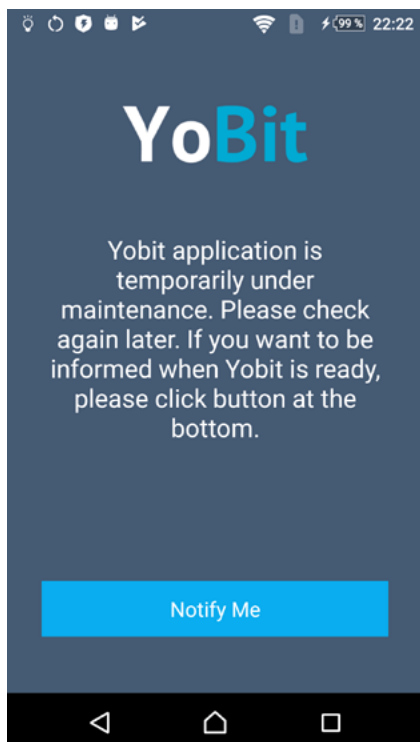 99% 22:22
YoBit
Yobit application is
temporarily under
maintenance. Please check
again later. If you want to be
informed when Yobit is ready,
please click button at the
bottom.
Notify Me